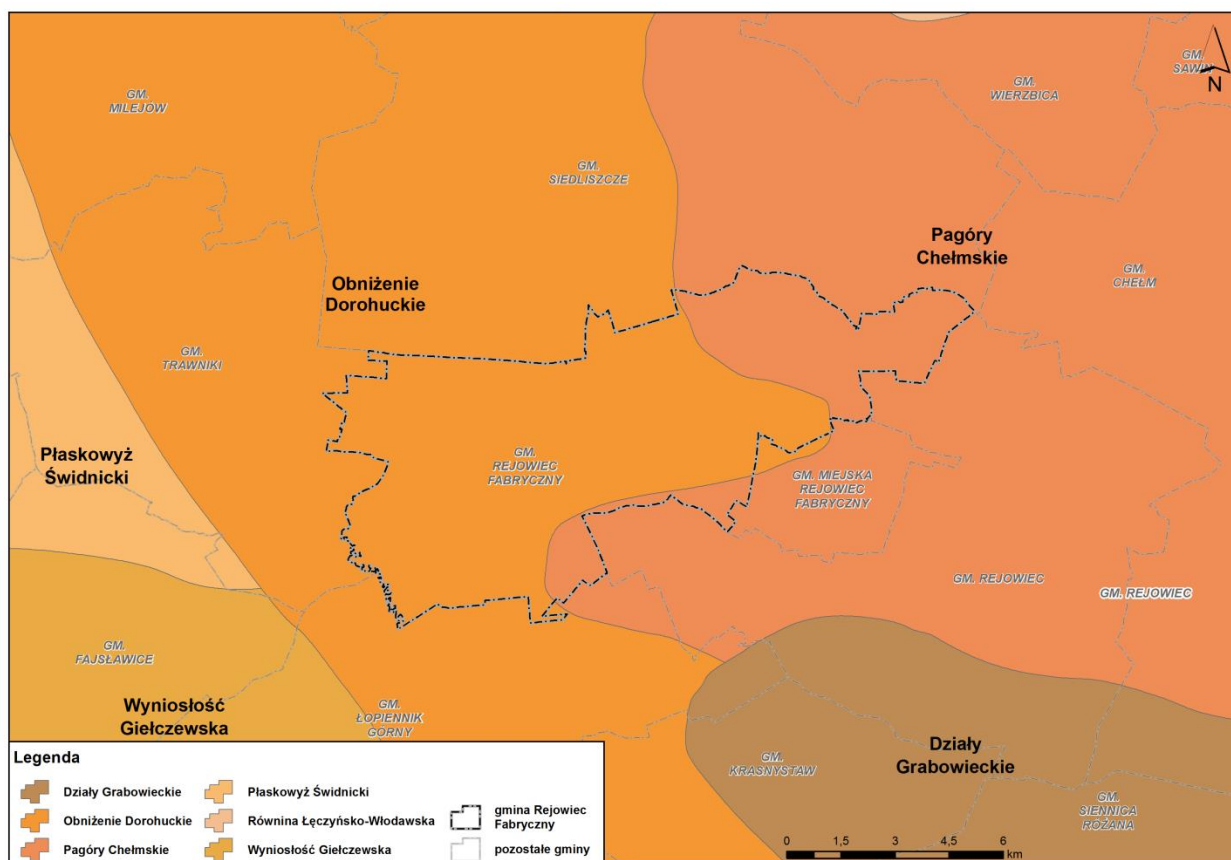 GM.
MILEJÓW
GM.
SIEDLISZCZE
GM.
WIERZBICA
GM.
SAWIN
N
Pagóry
Chełmskie
GM.
CHEŁM
Obniżenie
Dorohuckie
GM.
TRAWNIKI
Płaskowyż
Świdnicki
GM.
REJOWIEC
FABRYCZNY
GM. MIEJSKA
REJOWIEC
FABRYCZNY
GM. REJOWIEC
GM. REJOWIEC
GM.
FAJSŁAWICE
Wyniosłość
Giełczewska
GM.
ŁOPIENNIK
GÓRNY
GM.
KRASNYSTAW
Działy
Grabowieckie
GM.
SIENNICA
RÓŻANA
Legenda
Działy Grabowieckie
Obniżenie Dorohuckie
Pagóry Chełmskie
Płaskowyż Świdnicki
Równina Łęczyńsko-Włodawska
Wyniosłość Giełczewska
gmina Rejowiec
Fabryczny
pozostałe gminy
0 1,5 3 4,5 6
km